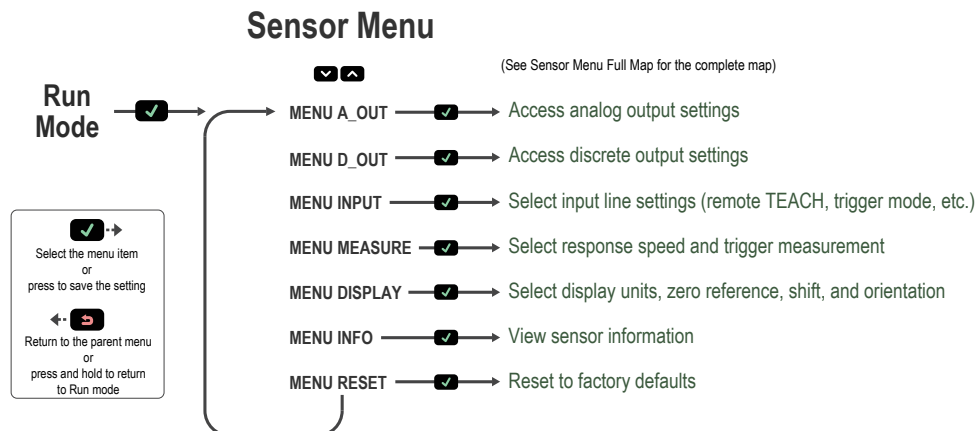 Sensor Menu
(See Sensor Menu Full Map for the complete map)
Run
Mode
MENU A_OUT
Access analog output settings
MENU D_OUT
Access discrete output settings
MENU INPUT
Select input line settings (remote TEACH, trigger mode, etc.)
MENU MEASURE
Select response speed and trigger measurement
MENU DISPLAY
Select display units, zero reference, shift, and orientation
MENU INFO
View sensor information
MENU RESET
Reset to factory defaults
Select the menu item
or
press to save the setting
Return to the parent menu
or
press and hold to return
to Run mode